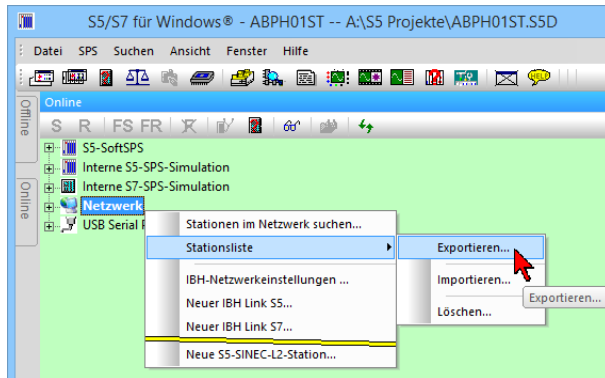 S5/S7 für Windows® - ABPH01ST -- A:\S5 Projekte\ABPH01ST.S5D
Datei SPS Suchen Ansicht Fenster Hilfe
HELP
Offline
Online
Online
S R FS FR
S5-SoftSPS
Interne S5-SPS-Simulation
Interne S7-SPS-Simulation
Netzwerk
USB Serial
Stationen im Netzwerk suchen...
Stationsliste
Exportieren...
IBH-Netzwerkeinstellungen ...
Importieren...
Exportieren...
Neuer IBH Link S5...
Löschen...
Neuer IBH Link S7...
Neue S5-SINEC-L2-Station...